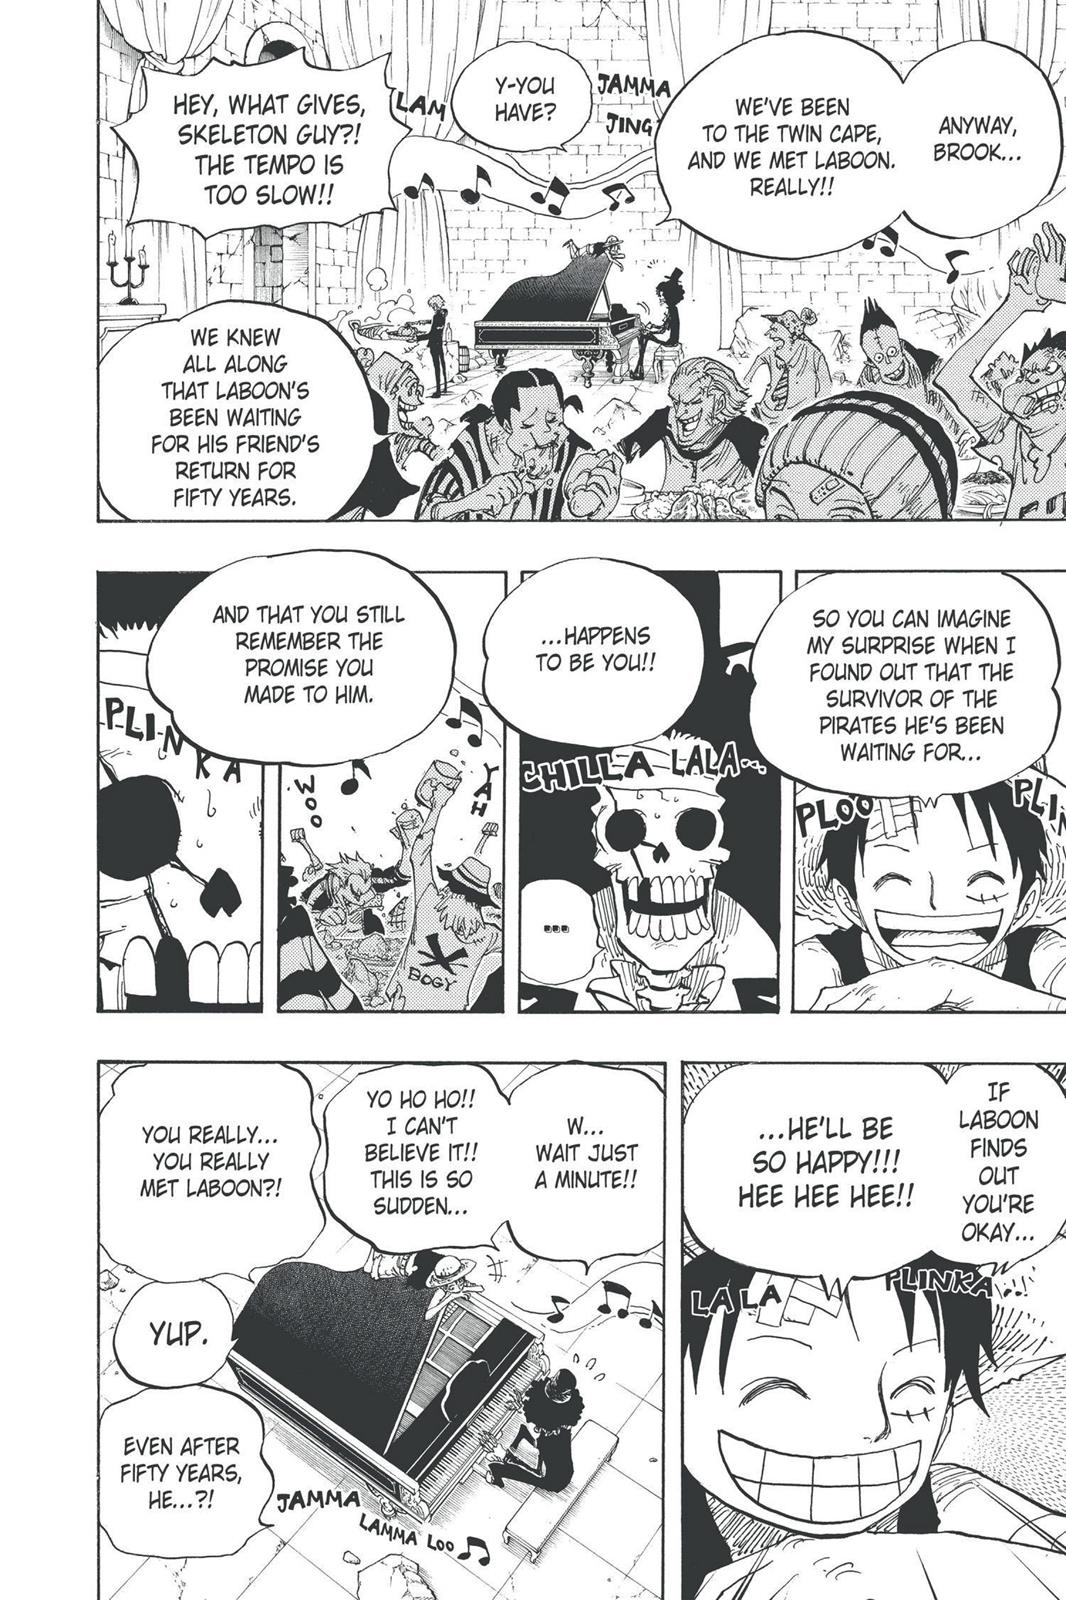 ANYWAY,
BROOK...
WE'VE BEEN
TO THE TWIN CAPE,
AND WE MET LABOON.
REALLY!!
JAMMA
JING
Y-YOU
HAVE?
LAM
HEY, WHAT GIVES,
SKELETON GUY?!
THE TEMPO IS
TOO SLOW!!
WE KNEW
ALL ALONG
THAT LABOON'S
BEEN WAITING
FOR HIS FRIEND'S
RETURN FOR
FIFTY YEARS.
SO YOU CAN IMAGINE
MY SURPRISE WHEN I
FOUND OUT THAT THE
SURVIVOR OF THE
PIRATES HE'S BEEN
WAITING FOR...
PLIN
PLOO
...HAPPENS
TO BE YOU!!
CHILLA LALA...
...
AND THAT YOU STILL
REMEMBER THE
PROMISE YOU
MADE TO HIM.
YAH
WOO
BOGY
PLINKA
IF
LABOON
FINDS
OUT
YOU'RE
OKAY...
...HE'LL BE
SO HAPPY!!!
HEE HEE HEE!!
PLINKA...
LA LA
W...
WAIT JUST
A MINUTE!!
YO HO HO!!
I CAN'T
BELIEVE IT!!
THIS IS SO
SUDDEN...
YOU REALLY...
YOU REALLY
MET LABOON?!
YUP.
EVEN AFTER
FIFTY YEARS,
HE...?!
JAMMA
LAMMA LOO